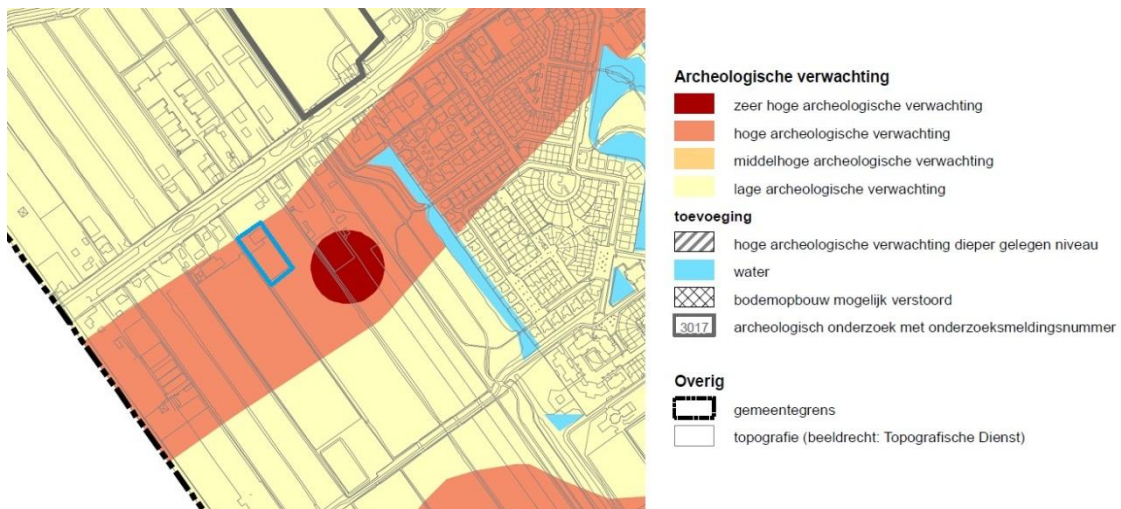 Archeologische verwachting
zeer hoge archeologische verwachting
hoge archeologische verwachting
middelhoge archeologische verwachting
lage archeologische verwachting
toevoeging
hoge archeologische verwachting dieper gelegen niveau
water
bodemopbouw mogelijk verstoord
3017 archeologisch onderzoek met onderzoeksmeldingsnummer
Overig
gemeentegrens
topografie (beeldrecht: Topografische Dienst)